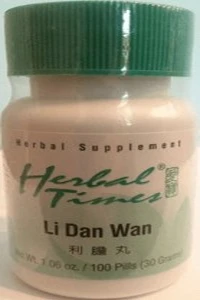 Herbal Supplement
Herbal®
Times
Li Dan Wan
利膽丸
Net Wt. 1.06 oz. / 100 Pills (30 Grams)